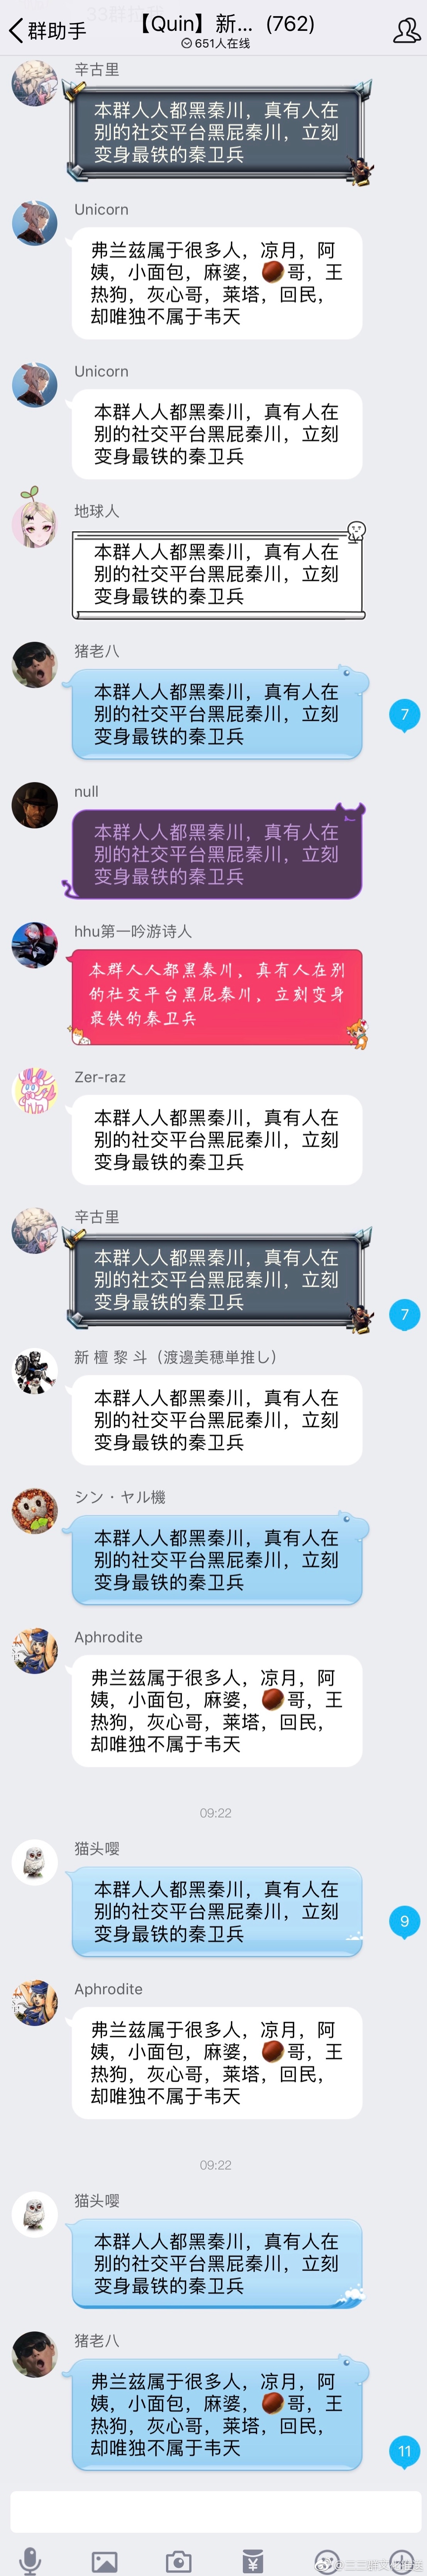 群助手
【Quin】新... (762)
651人在线
辛古里
本群人人都黑秦川，真有人在
别的社交平台黑屁秦川，立刻
变身最铁的秦卫兵
Unicorn
弗兰兹属于很多人，凉月，阿
姨，小面包，麻婆，🌰哥，王
热狗，灰心哥，莱塔，回民，
却唯独不属于韦天
Unicorn
本群人人都黑秦川，真有人在
别的社交平台黑屁秦川，立刻
变身最铁的秦卫兵
地球人
本群人人都黑秦川，真有人在
别的社交平台黑屁秦川，立刻
变身最铁的秦卫兵
猪老八
本群人人都黑秦川，真有人在
别的社交平台黑屁秦川，立刻
变身最铁的秦卫兵
7
null
本群人人都黑秦川，真有人在
别的社交平台黑屁秦川，立刻
变身最铁的秦卫兵
hhu第一吟游诗人
本群人人都黑秦川，真有人在别
的社交平台黑屁秦川，立刻变身
最铁的秦卫兵
Zer-raz
本群人人都黑秦川，真有人在
别的社交平台黑屁秦川，立刻
变身最铁的秦卫兵
辛古里
本群人人都黑秦川，真有人在
别的社交平台黑屁秦川，立刻
变身最铁的秦卫兵
7
新 檀 黎 斗（渡邊美穂単推し）
本群人人都黑秦川，真有人在
别的社交平台黑屁秦川，立刻
变身最铁的秦卫兵
シン・ヤル機
本群人人都黑秦川，真有人在
别的社交平台黑屁秦川，立刻
变身最铁的秦卫兵
Aphrodite
弗兰兹属于很多人，凉月，阿
姨，小面包，麻婆，🌰哥，王
热狗，灰心哥，莱塔，回民，
却唯独不属于韦天
09:22
猫头嘤
本群人人都黑秦川，真有人在
别的社交平台黑屁秦川，立刻
变身最铁的秦卫兵
9
Aphrodite
弗兰兹属于很多人，凉月，阿
姨，小面包，麻婆，🌰哥，王
热狗，灰心哥，莱塔，回民，
却唯独不属于韦天
09:22
猫头嘤
本群人人都黑秦川，真有人在
别的社交平台黑屁秦川，立刻
变身最铁的秦卫兵
猪老八
弗兰兹属于很多人，凉月，阿
姨，小面包，麻婆，🌰哥，王
热狗，灰心哥，莱塔，回民，
却唯独不属于韦天
11